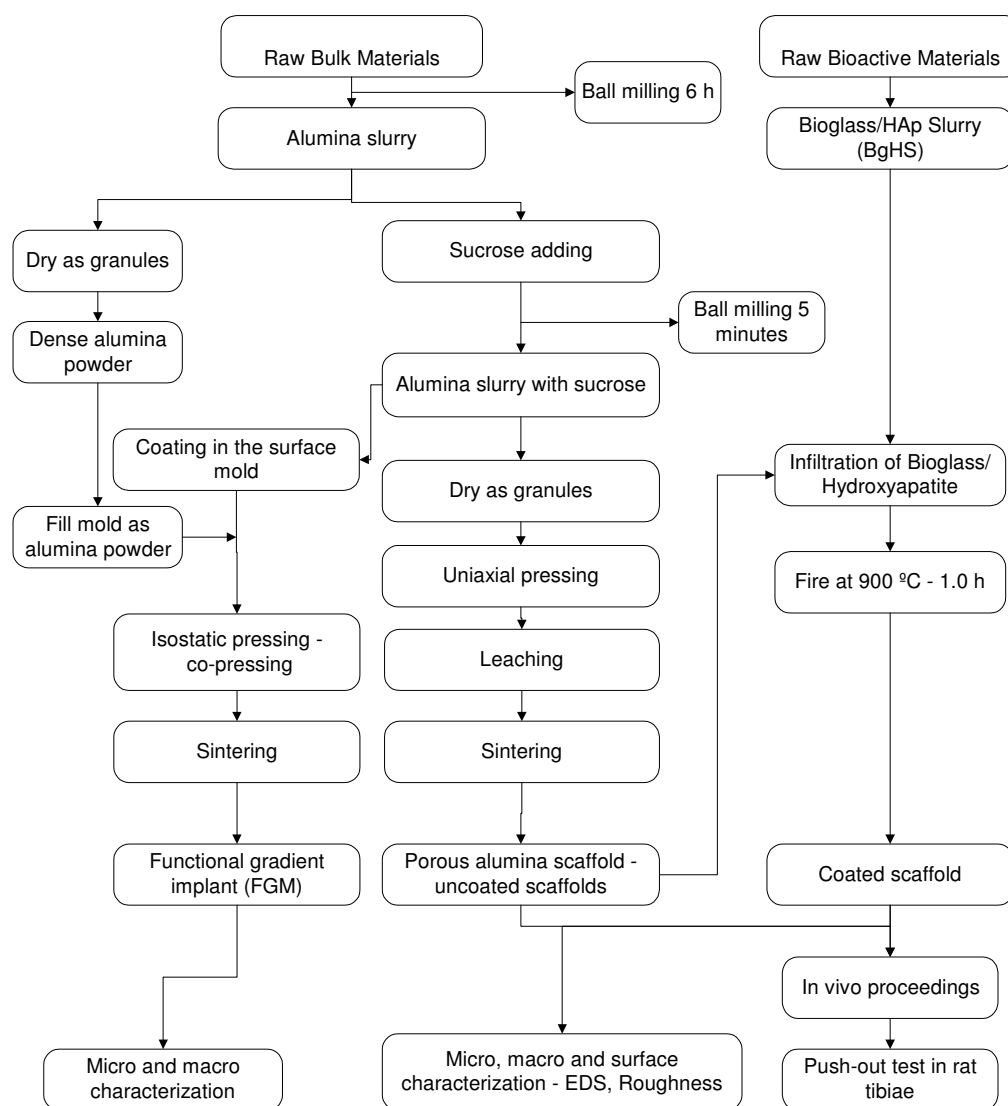 Raw Bulk Materials
Raw Bioactive Materials
Ball milling 6 h
Alumina slurry
Bioglass/HAp Slurry
(BgHS)
Dry as granules
Sucrose adding
Ball milling 5
minutes
Dense alumina
powder
Alumina slurry with sucrose
Coating in the surface
mold
Infiltration of Bioglass/
Hydroxyapatite
Dry as granules
Fill mold as
alumina powder
Uniaxial pressing
Fire at 900 ºC - 1.0 h
Isostatic pressing -
co-pressing
Leaching
Sintering
Sintering
Functional gradient
implant (FGM)
Porous alumina scaffold -
uncoated scaffolds
Coated scaffold
In vivo proceedings
Micro and macro
characterization
Micro, macro and surface
characterization - EDS, Roughness
Push-out test in rat
tibiae